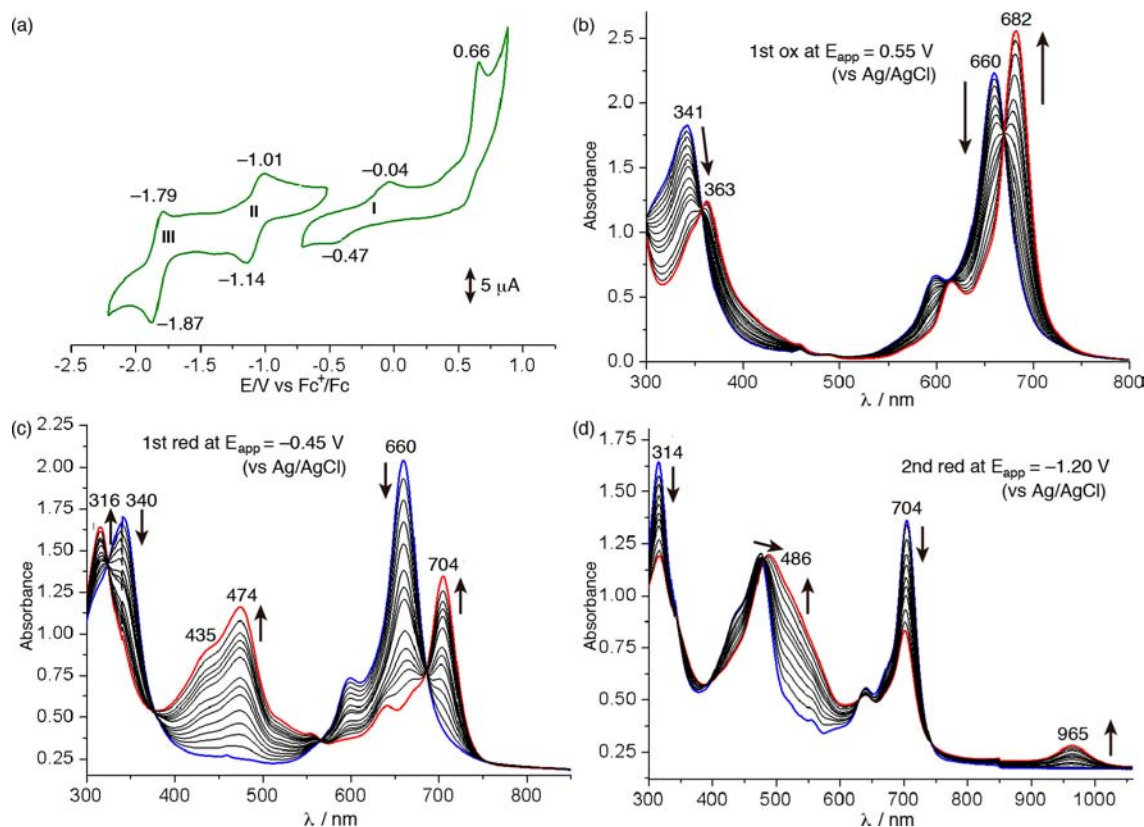 (a)
0.66
−0.04
−1.01
−1.79
I
II
III
−0.47
−1.14
−1.87
5 μA
-2.5 -2.0 -1.5 -1.0 -0.5 0.0 0.5 1.0
E/V vs Fc⁺/Fc
(b)
1st ox at Eapp = 0.55 V
(vs Ag/AgCl)
682
660
341
363
2.5
2.0
1.5
1.0
0.5
0.0
Absorbance
300 400 500 600 700 800
λ / nm
(c)
1st red at Eapp = −0.45 V
(vs Ag/AgCl)
660
316 340
704
474
435
2.25
2.00
1.75
1.50
1.25
1.00
0.75
0.50
0.25
Absorbance
300 400 500 600 700 800
λ / nm
(d)
2nd red at Eapp = −1.20 V
(vs Ag/AgCl)
314
704
486
965
1.75
1.50
1.25
1.00
0.75
0.50
0.25
Absorbance
300 400 500 600 700 800 900 1000
λ / nm